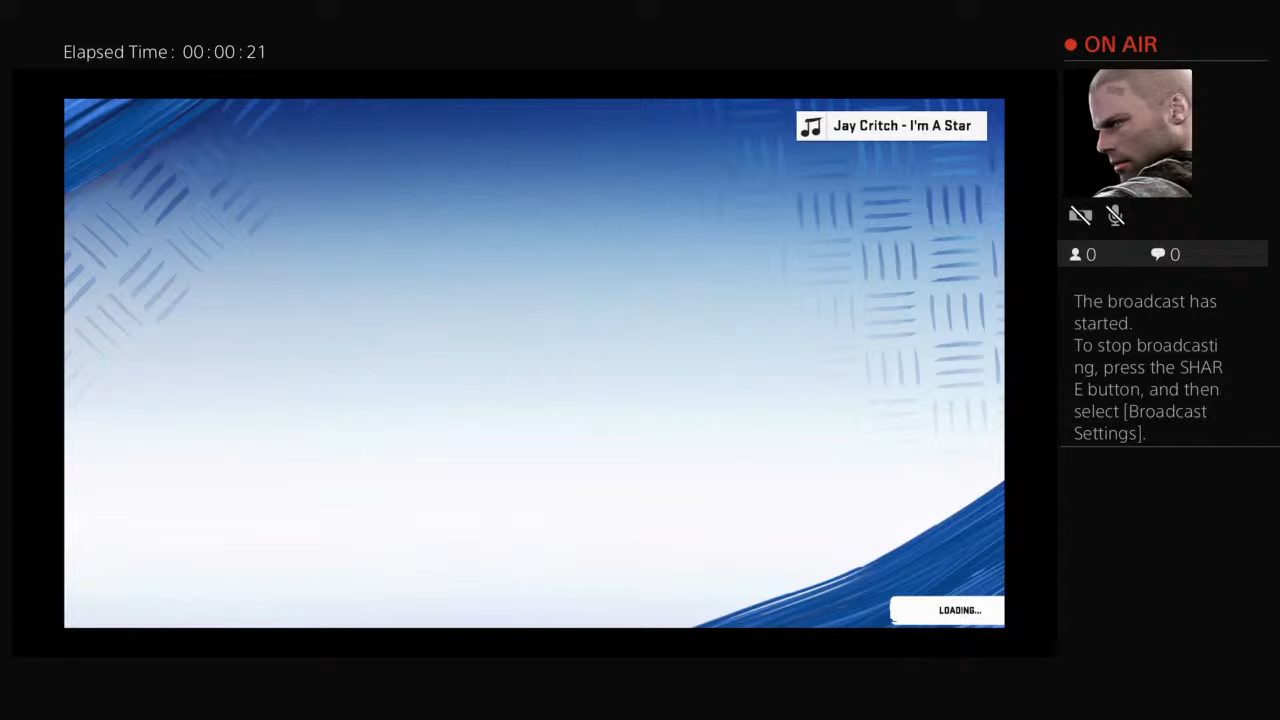 Elapsed Time: 00:00:21
ON AIR
Jay Critch - I'm A Star
0
0
The broadcast has
started.
To stop broadcasti
ng, press the SHAR
E button, and then
select [Broadcast
Settings].
LOADING...